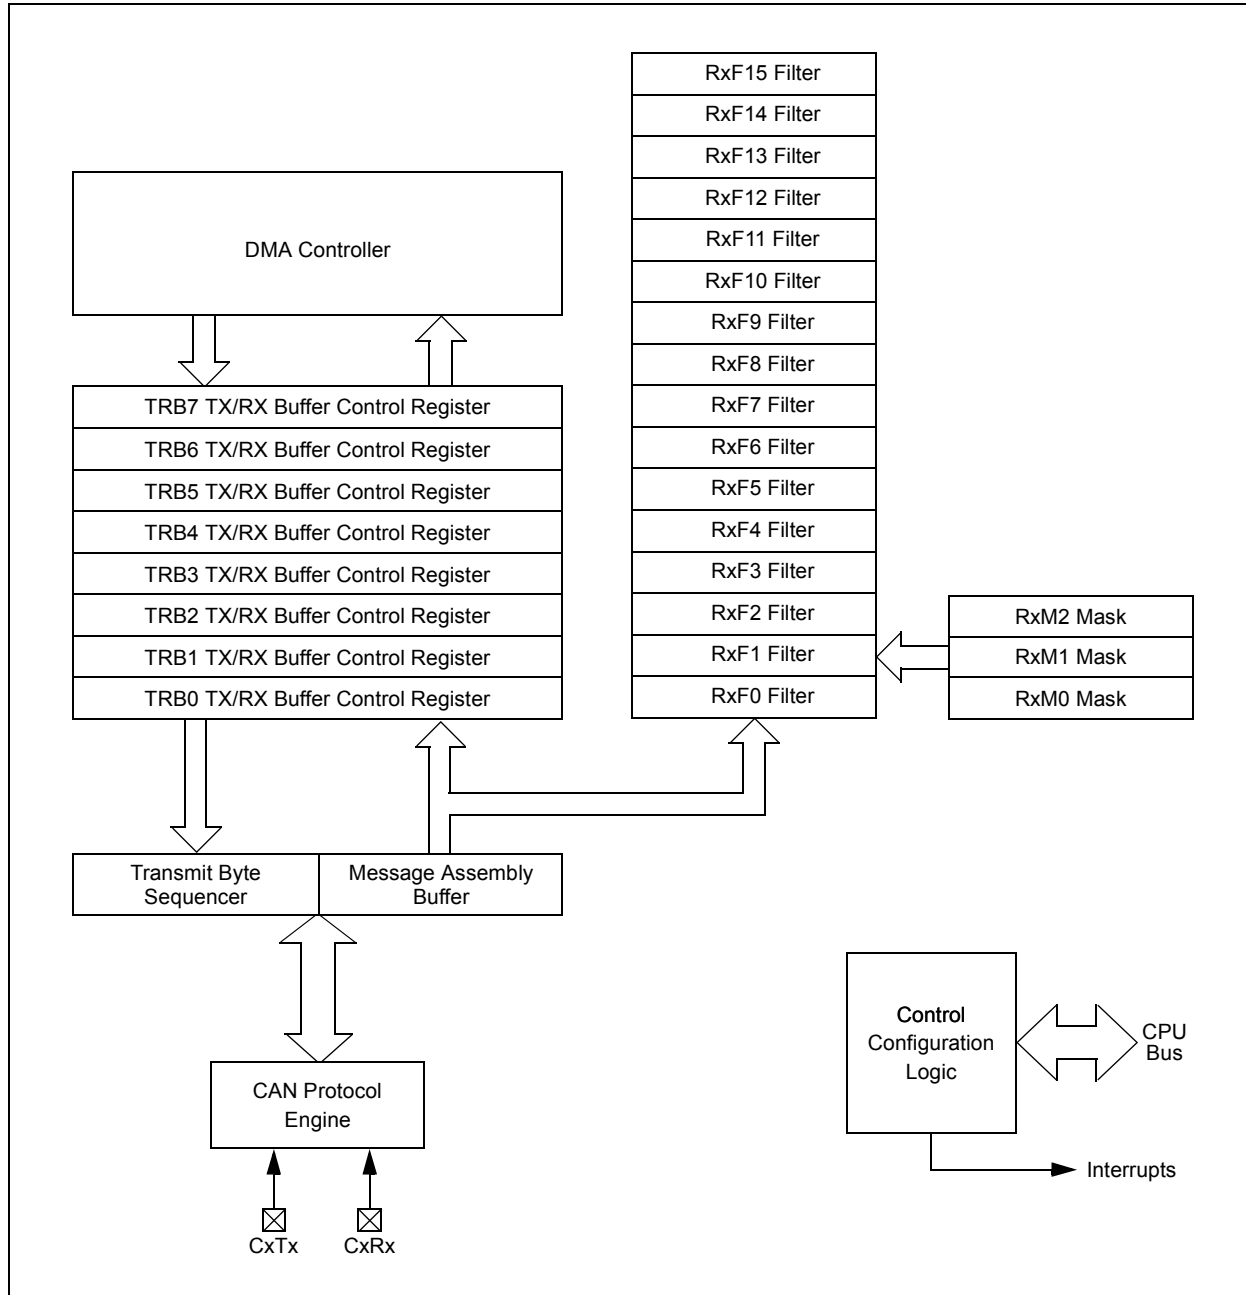 RxF15 Filter
RxF14 Filter
RxF13 Filter
RxF12 Filter
RxF11 Filter
RxF10 Filter
RxF9 Filter
RxF8 Filter
RxF7 Filter
RxF6 Filter
RxF5 Filter
RxF4 Filter
RxF3 Filter
RxF2 Filter
RxF1 Filter
RxF0 Filter
DMA Controller
TRB7 TX/RX Buffer Control Register
TRB6 TX/RX Buffer Control Register
TRB5 TX/RX Buffer Control Register
TRB4 TX/RX Buffer Control Register
TRB3 TX/RX Buffer Control Register
TRB2 TX/RX Buffer Control Register
TRB1 TX/RX Buffer Control Register
TRB0 TX/RX Buffer Control Register
RxM2 Mask
RxM1 Mask
RxM0 Mask
Transmit Byte
Sequencer
Message Assembly
Buffer
CAN Protocol
Engine
CxTx
CxRx
Control
Configuration
Logic
CPU
Bus
Interrupts